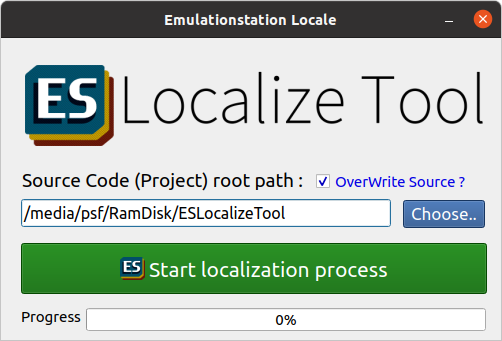 Emulationstation Locale
ES Localize Tool
Source Code (Project) root path : OverWrite Source ?
/media/psf/RamDisk/ESLocalizeTool Choose..
ES Start localization process
Progress 0%